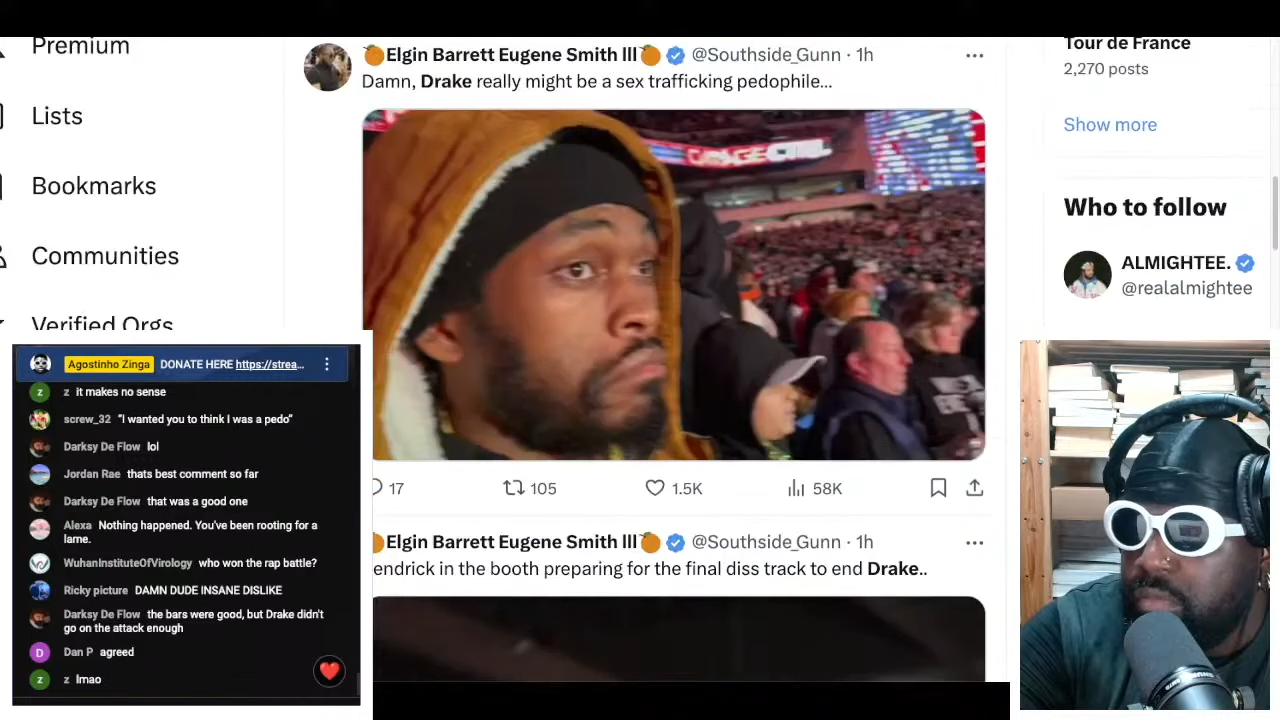 Premium
Lists
Bookmarks
Communities
Verified Orgs
🍊Elgin Barrett Eugene Smith lll🍊 @Southside_Gunn · 1h
Damn, Drake really might be a sex trafficking pedophile...
17 105 1.5K 58K
Elgin Barrett Eugene Smith lll🍊 @Southside_Gunn · 1h
endrick in the booth preparing for the final diss track to end Drake..
Tour de France
2,270 posts
Show more
Who to follow
ALMIGHTEE.
@realalmightee
Agostinho Zinga DONATE HERE https://strea...
z it makes no sense
screw_32 “I wanted you to think I was a pedo”
Darksy De Flow lol
Jordan Rae thats best comment so far
Darksy De Flow that was a good one
Alexa Nothing happened. You've been rooting for a
lame.
WuhanInstituteOfVirology who won the rap battle?
Ricky picture DAMN DUDE INSANE DISLIKE
Darksy De Flow the bars were good, but Drake didn't
go on the attack enough
Dan P agreed
z lmao